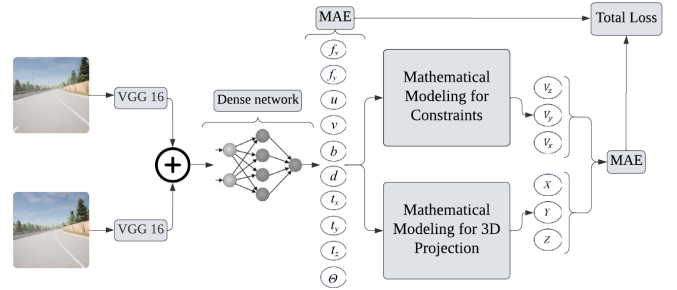 MAE
Total Loss
VGG 16
Dense network
VGG 16
f_x
f_y
u
v
b
d
t_x
t_y
t_z
Θ
Mathematical
Modeling for
Constraints
Mathematical
Modeling for 3D
Projection
V_z
V_y
V_x
X
Y
Z
MAE